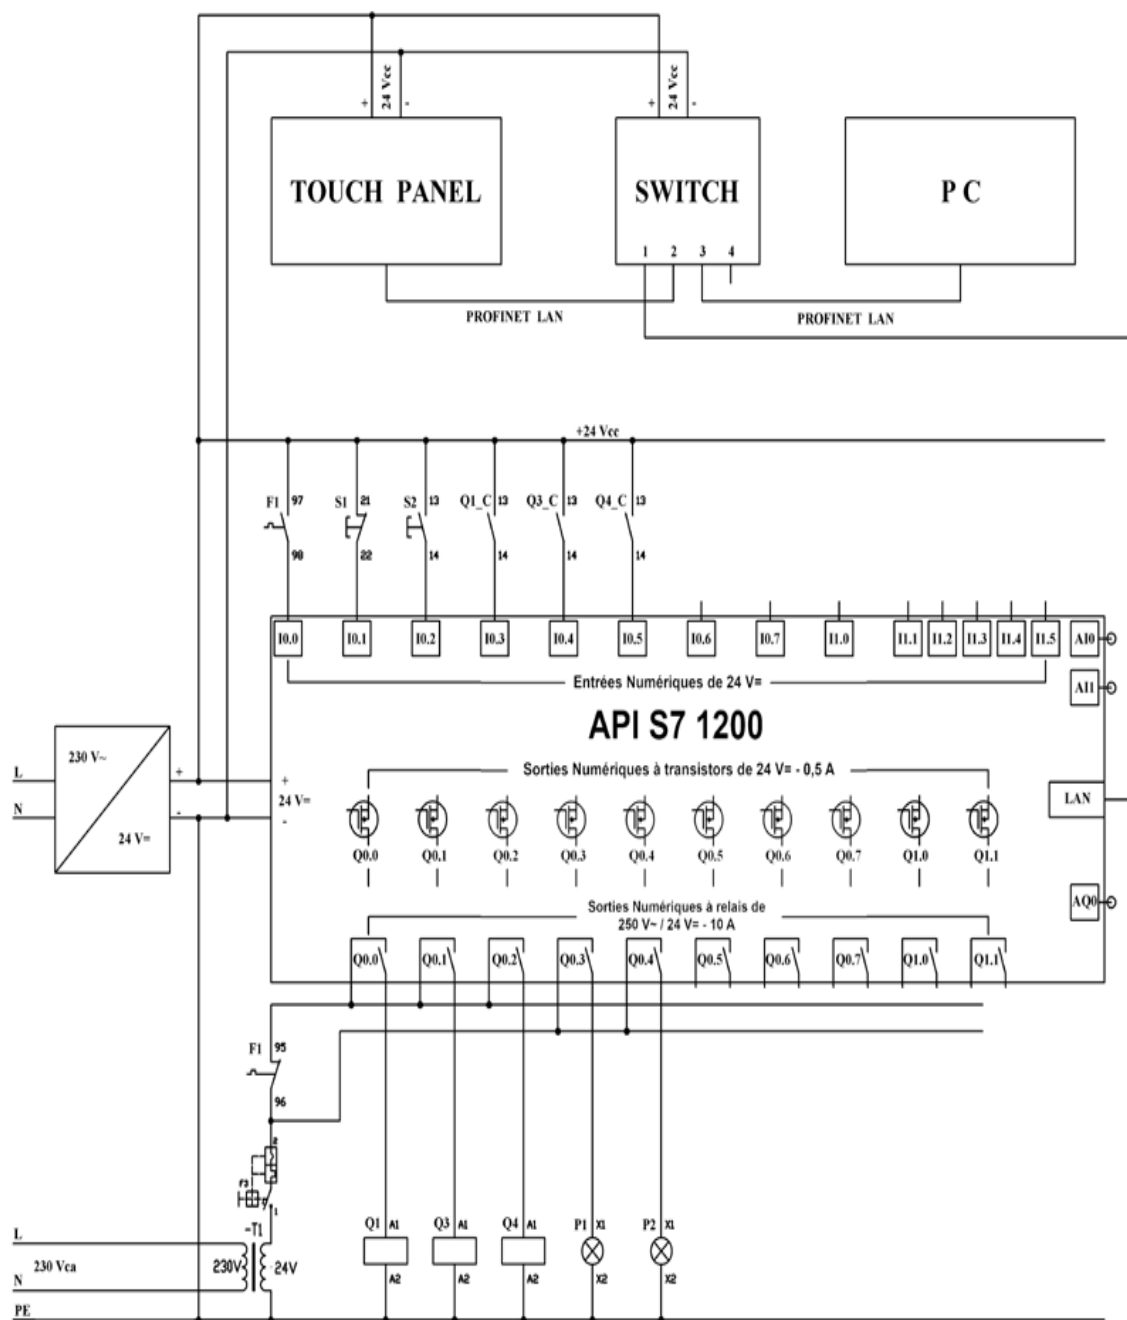 24 Vcc
+ -
24 Vcc
+ -
TOUCH PANEL
SWITCH
P C
1 2 3 4
PROFINET LAN
PROFINET LAN
+24 Vcc
F1 97
98
S1 21
22
S2 13
14
Q1_C 13
14
Q3_C 13
14
Q4_C 13
14
I0.0 I0.1 I0.2 I0.3 I0.4 I0.5 I0.6 I0.7 I1.0 I1.1 I1.2 I1.3 I1.4 I1.5 AI0
Entrées Numériques de 24 V=
AI1
API S7 1200
230 V~
24 V=
L
N
+
-
+
24 V=
-
Sorties Numériques à transistors de 24 V= - 0,5 A
LAN
Q0.0 Q0.1 Q0.2 Q0.3 Q0.4 Q0.5 Q0.6 Q0.7 Q1.0 Q1.1
AQ0
Sorties Numériques à relais de
250 V~ / 24 V= - 10 A
Q0.0 Q0.1 Q0.2 Q0.3 Q0.4 Q0.5 Q0.6 Q0.7 Q1.0 Q1.1
F1 95
96
2
F3
1
-T1
L
230 Vca
N
PE
230V 24V
Q1 A1
A2
Q3 A1
A2
Q4 A1
A2
P1 X1
X2
P2 X1
X2